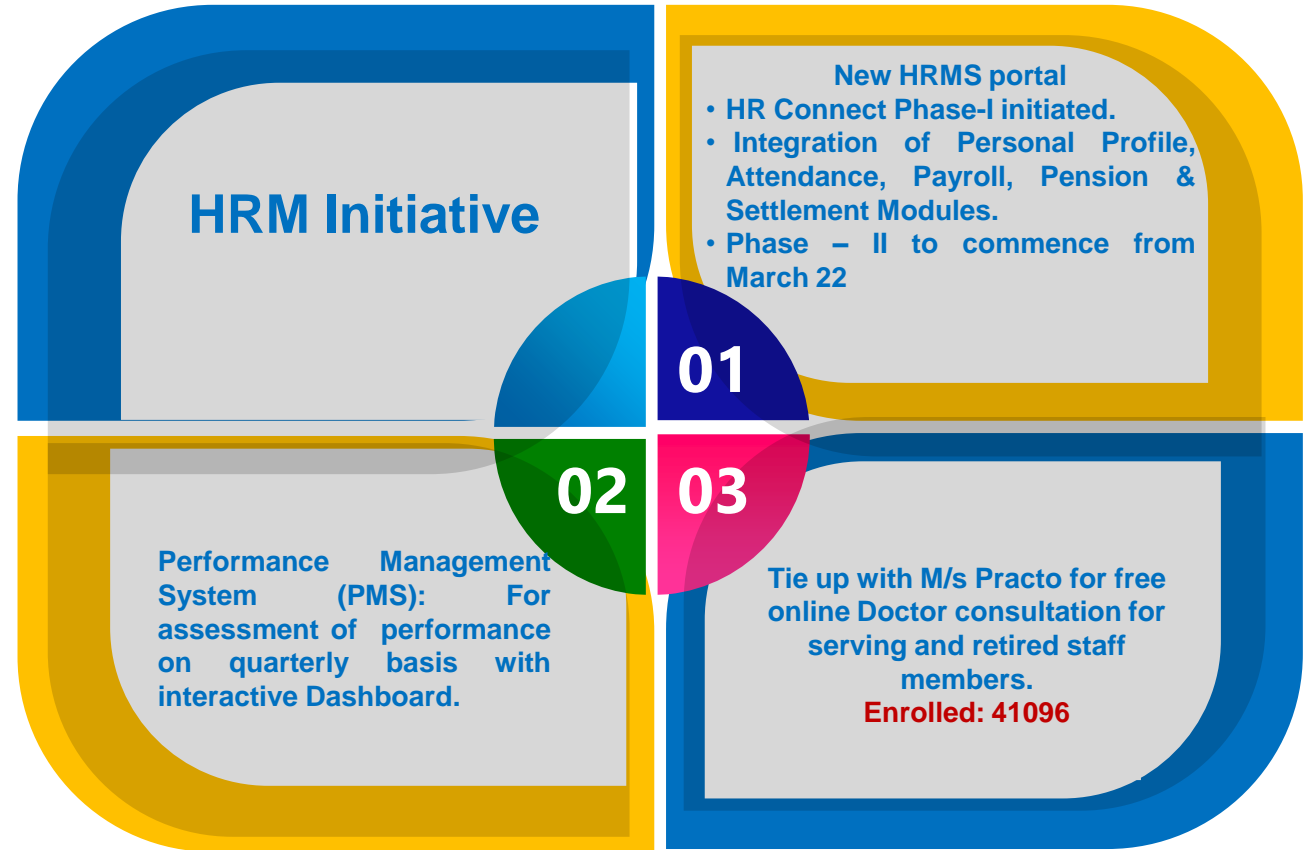 HRM Initiative
New HRMS portal
• HR Connect Phase-I initiated.
• Integration of Personal Profile,
Attendance, Payroll, Pension &
Settlement Modules.
• Phase – II to commence from
March 22
01
02
03
Performance Management
System (PMS): For
assessment of performance
on quarterly basis with
interactive Dashboard.
Tie up with M/s Practo for free
online Doctor consultation for
serving and retired staff
members.
Enrolled: 41096